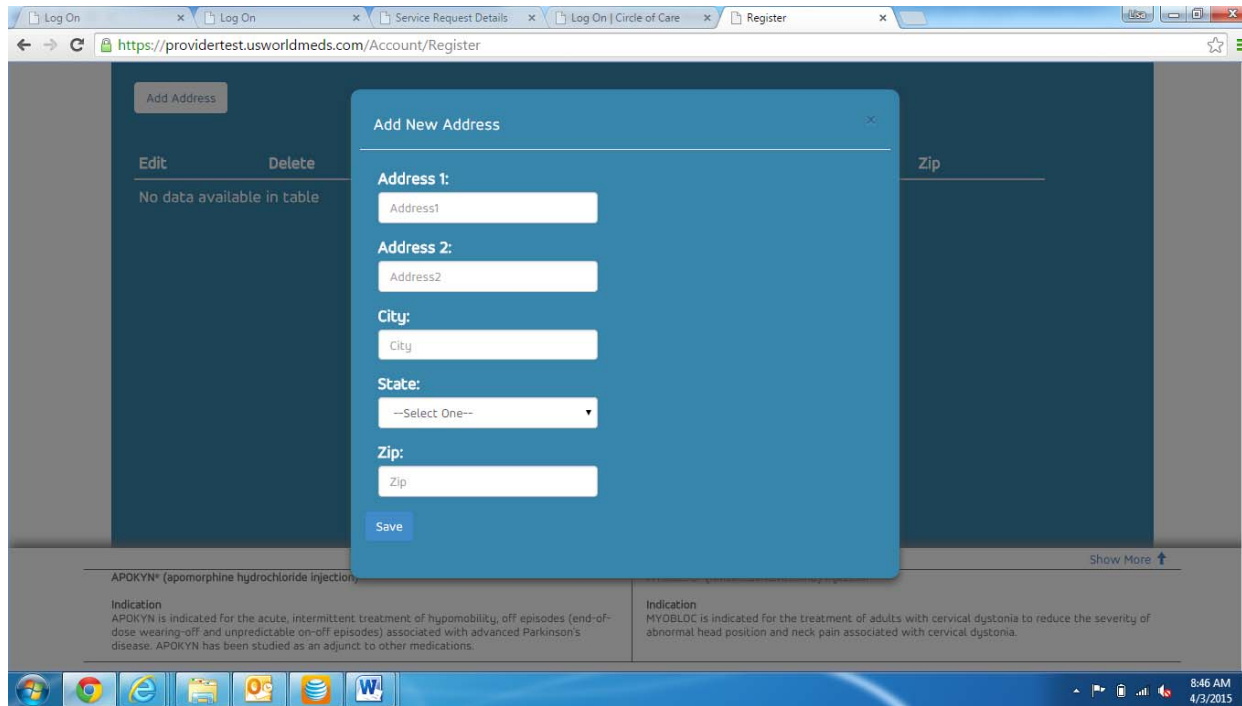 Log On
Log On
Service Request Details
Log On | Circle of Care
Register
Lisa
https://providertest.usworldmeds.com/Account/Register
Add Address
Add New Address
Edit Delete Zip
No data available in table
Address 1:
Address1
Address 2:
Address2
City:
City
State:
--Select One--
Zip:
Zip
Save
Show More
APOKYN® (apomorphine hydrochloride injection)
Indication
APOKYN is indicated for the acute, intermittent treatment of hypomobility, off episodes (end-of-
dose wearing-off and unpredictable on-off episodes) associated with advanced Parkinson's
disease. APOKYN has been studied as an adjunct to other medications.
Indication
MYOBLOC is indicated for the treatment of adults with cervical dystonia to reduce the severity of
abnormal head position and neck pain associated with cervical dystonia.
8:46 AM
4/3/2015